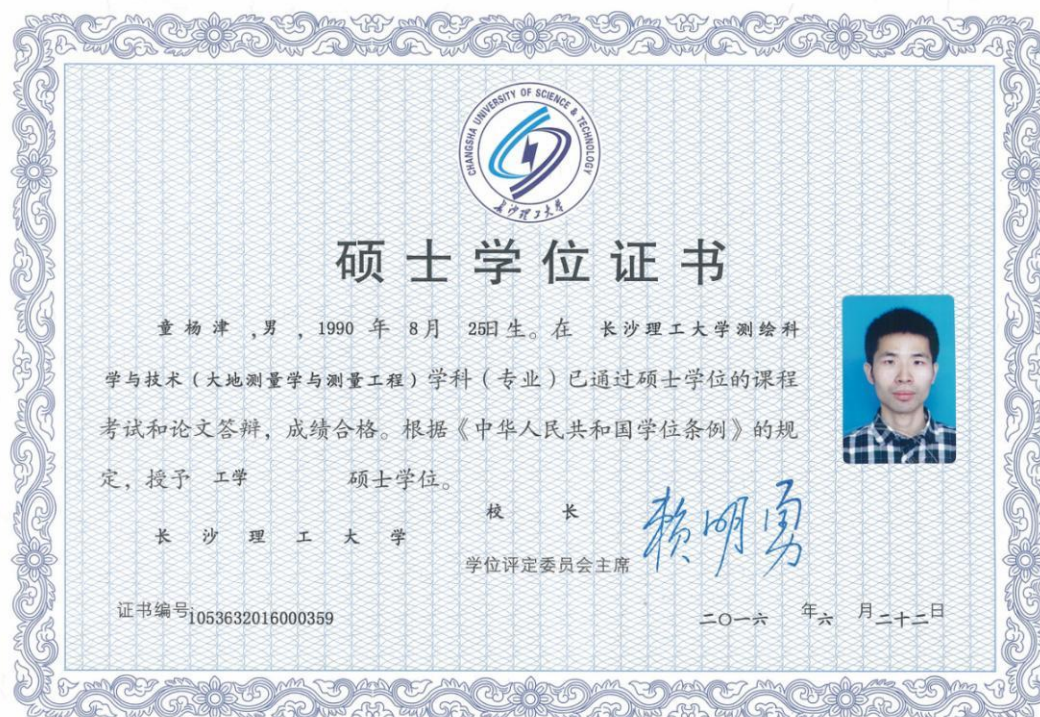 CHANGSHA UNIVERSITY OF SCIENCE & TECHNOLOGY
长沙理工大学
硕士学位证书
童杨津 ,男 , 1990 年 8月 25日生。在 长沙理工大学测绘科
学与技术（大地测量学与测量工程）学科（专业）已通过硕士学位的课程
考试和论文答辩，成绩合格。根据《中华人民共和国学位条例》的规
定，授予 工学 硕士学位。
校 长 赖明勇
长 沙 理 工 大 学
学位评定委员会主席
证书编号1053632016000359
二〇一六 年六 月二十二日